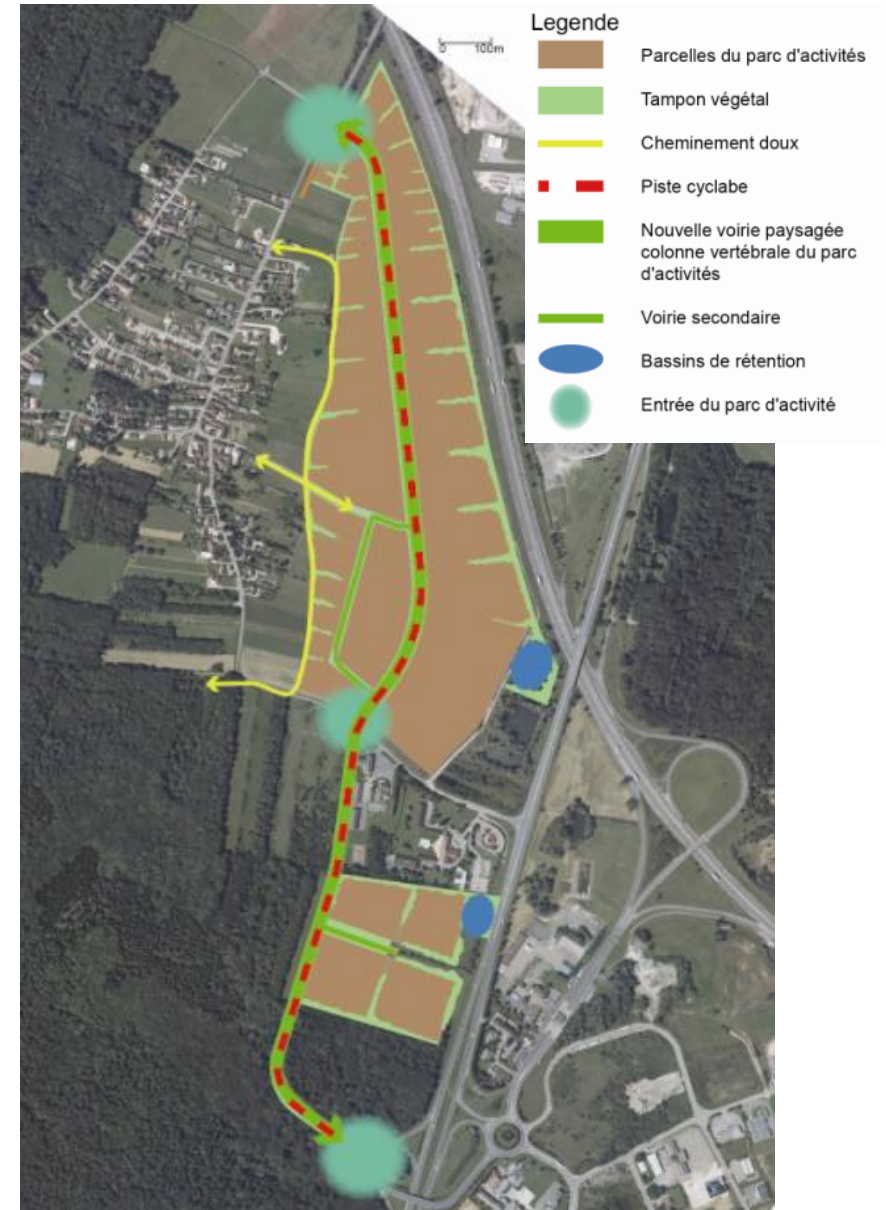 Legende
0 100m
Parcelles du parc d'activités
Tampon végétal
Cheminement doux
Piste cyclabe
Nouvelle voirie paysagée
colonne vertébrale du parc
d'activités
Voirie secondaire
Bassins de rétention
Entrée du parc d'activité